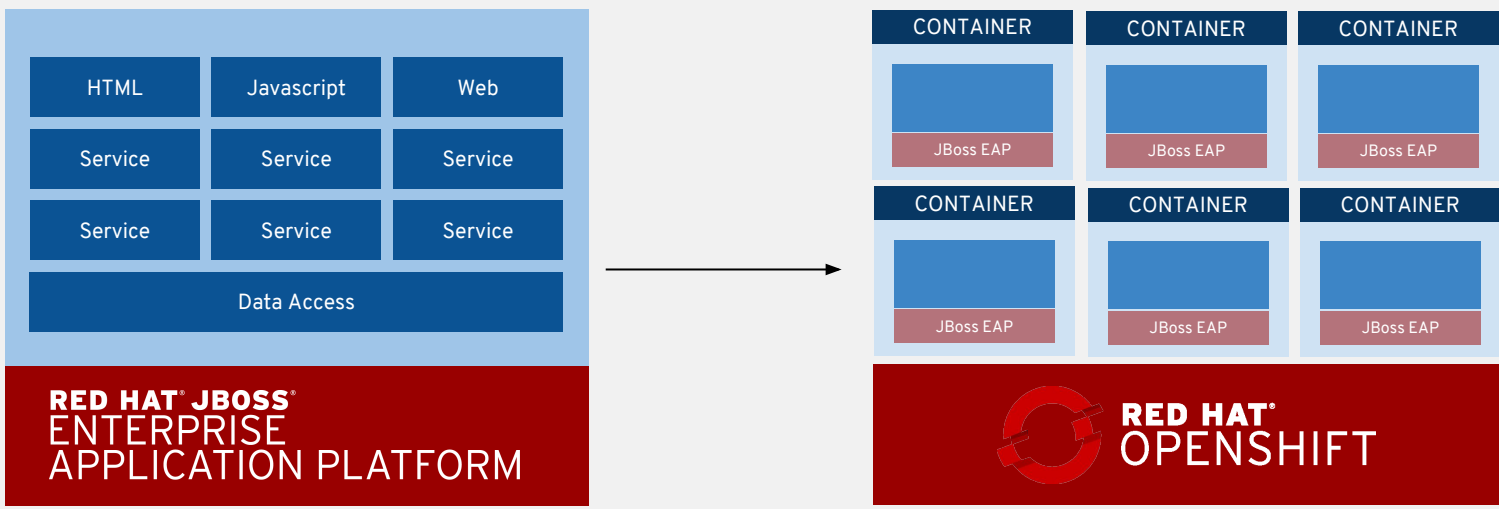 HTML
Javascript
Web
Service
Service
Service
Service
Service
Service
Data Access
RED HAT® JBOSS®
ENTERPRISE
APPLICATION PLATFORM
CONTAINER
CONTAINER
CONTAINER
JBoss EAP
JBoss EAP
JBoss EAP
CONTAINER
CONTAINER
CONTAINER
JBoss EAP
JBoss EAP
JBoss EAP
RED HAT®
OPENSHIFT